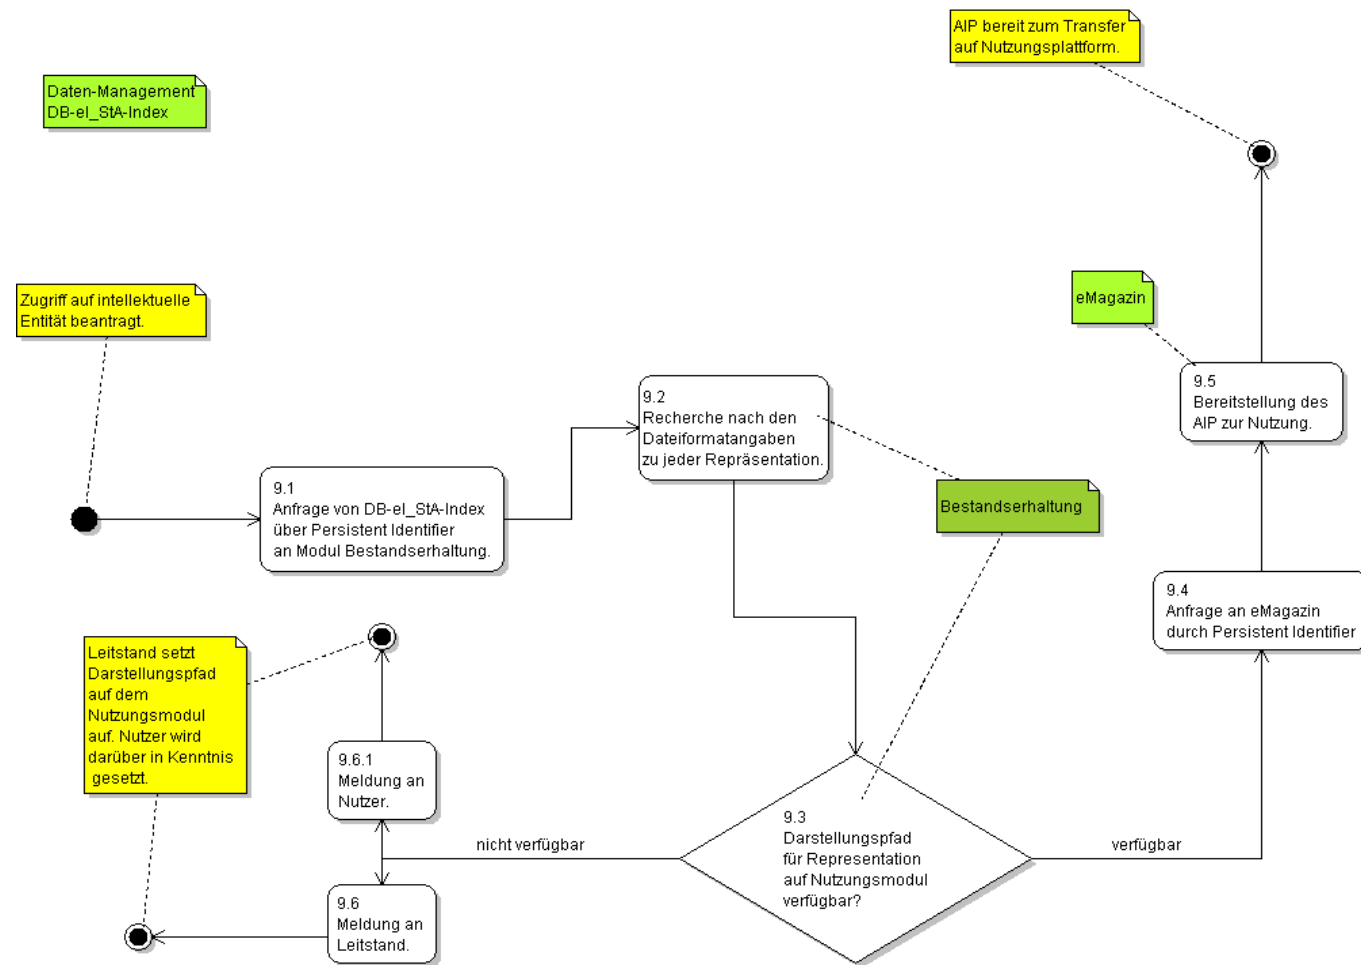 AIP bereit zum Transfer
auf Nutzungsplattform.
Daten-Management
DB-el_StA-Index
Zugriff auf intellektuelle
Entität beantragt.
eMagazin
9.5
Bereitstellung des
AIP zur Nutzung.
9.2
Recherche nach den
Dateiformatangaben
zu jeder Repräsentation.
9.1
Anfrage von DB-el_StA-Index
über Persistent Identifier
an Modul Bestandserhaltung.
Bestandserhaltung
9.4
Anfrage an eMagazin
durch Persistent Identifier
Leitstand setzt
Darstellungspfad
auf dem
Nutzungsmodul
auf. Nutzer wird
darüber in Kenntnis
gesetzt.
9.6.1
Meldung an
Nutzer.
9.3
Darstellungspfad
für Representation
auf Nutzungsmodul
verfügbar?
nicht verfügbar
verfügbar
9.6
Meldung an
Leitstand.